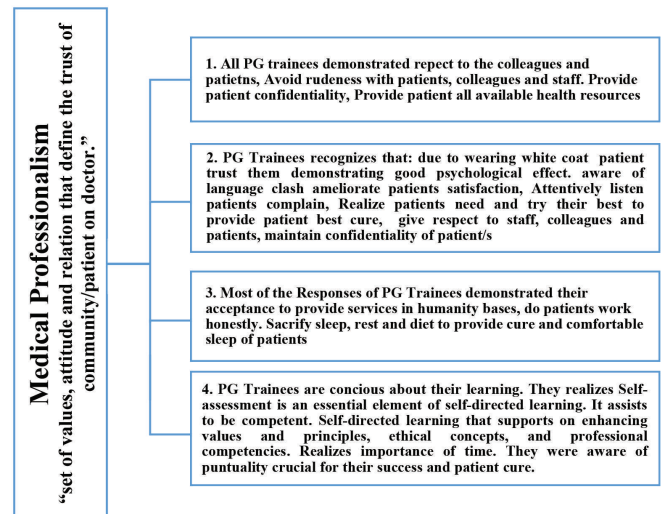 Medical Professionalism
“set of values, attitude and relation that define the trust of
community/patient on doctor.”
1. All PG trainees demonstrated repect to the colleagues and
patietns, Avoid rudeness with patients, colleagues and staff. Provide
patient confidentiality, Provide patient all available health resources
2. PG Trainees recognizes that: due to wearing white coat patient
trust them demonstrating good psychological effect. aware of
language clash ameliorate patients satisfaction, Attentively listen
patients complain, Realize patients need and try their best to
provide patient best cure, give respect to staff, colleagues and
patients, maintain confidentiality of patient/s
3. Most of the Responses of PG Trainees demonstrated their
acceptance to provide services in humanity bases, do patients work
honestly. Sacrify sleep, rest and diet to provide cure and comfortable
sleep of patients
4. PG Trainees are concious about their learning. They realizes Self-
assessment is an essential element of self-directed learning. It assists
to be competent. Self-directed learning that supports on enhancing
values and principles, ethical concepts, and professional
competencies. Realizes importance of time. They were aware of
puntuality crucial for their success and patient cure.